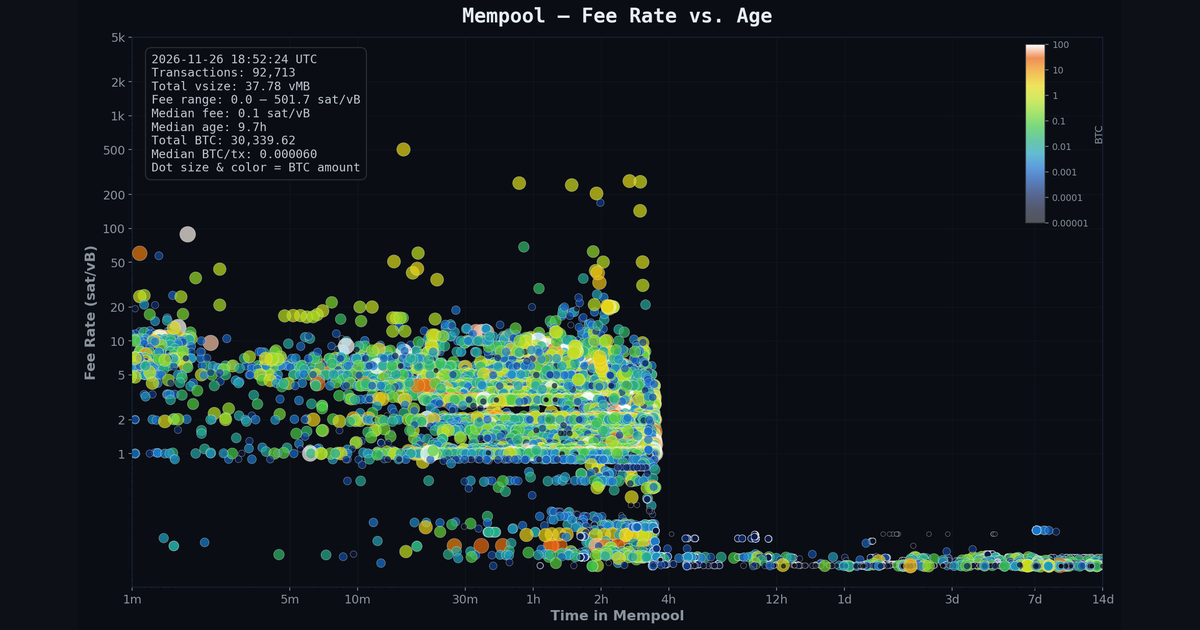 Mempool — Fee Rate vs. Age
2026-11-26 18:52:24 UTC
Transactions: 92,713
Total vsize: 37.78 vMB
Fee range: 0.0 — 501.7 sat/vB
Median fee: 0.1 sat/vB
Median age: 9.7h
Total BTC: 30,339.62
Median BTC/tx: 0.000060
Dot size & color = BTC amount
5k
2k
1k
500
200
100
50
20
10
5
2
1
Fee Rate (sat/vB)
100
10
1
0.1
0.01
0.001
0.0001
0.00001
BTC
1m 5m 10m 30m 1h 2h 4h 12h 1d 3d 7d 14d
Time in Mempool